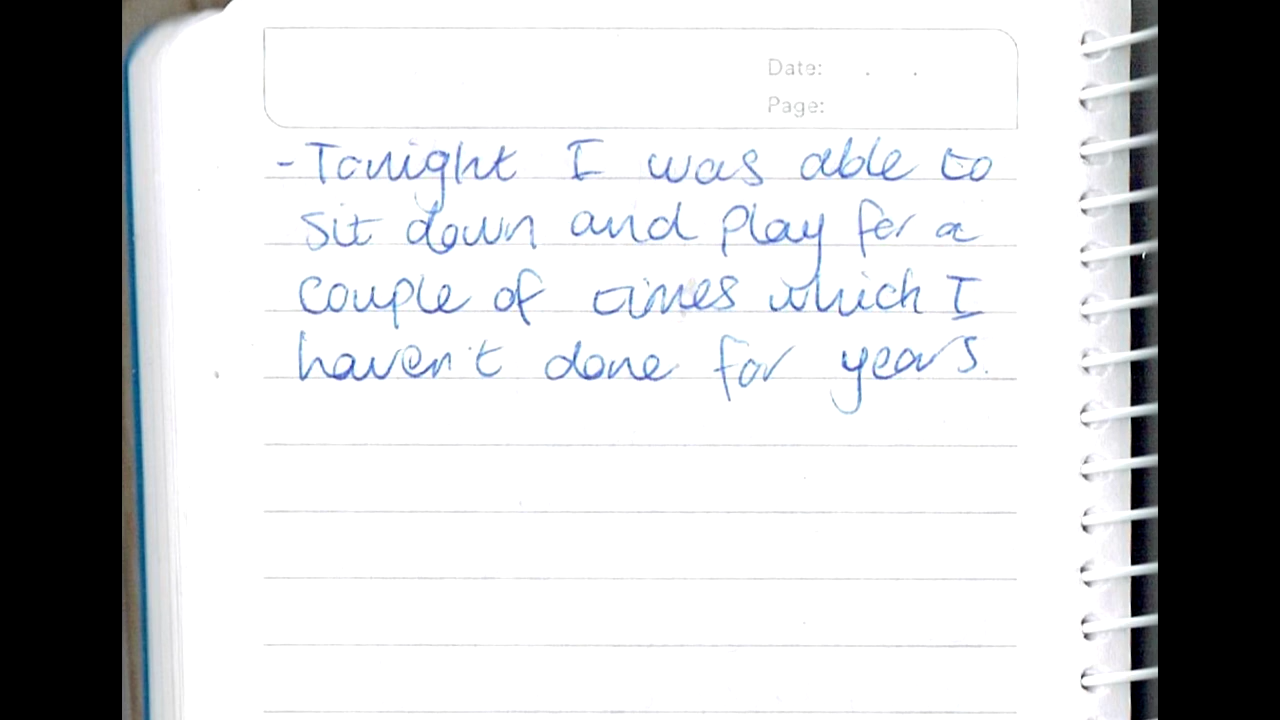 Date: . .
Page:
- Tonight I was able to
sit down and play for a
couple of times which I
haven't done for years.